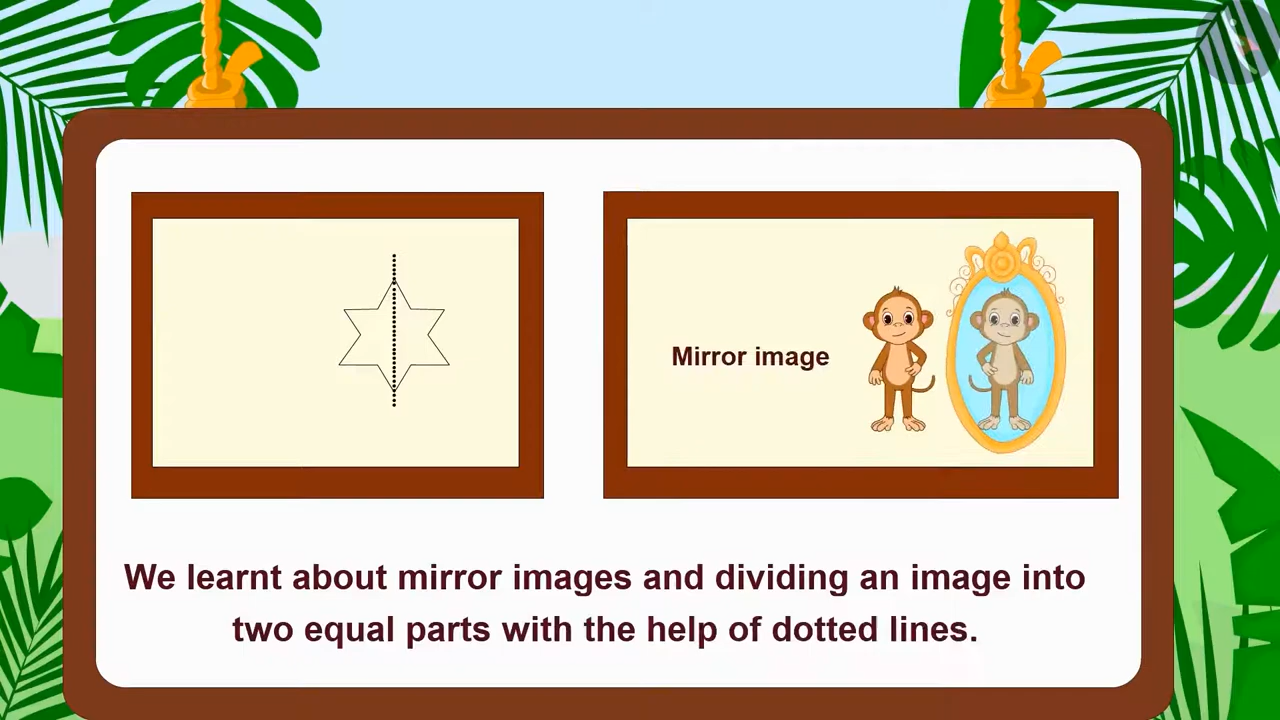 Mirror image
We learnt about mirror images and dividing an image into
two equal parts with the help of dotted lines.